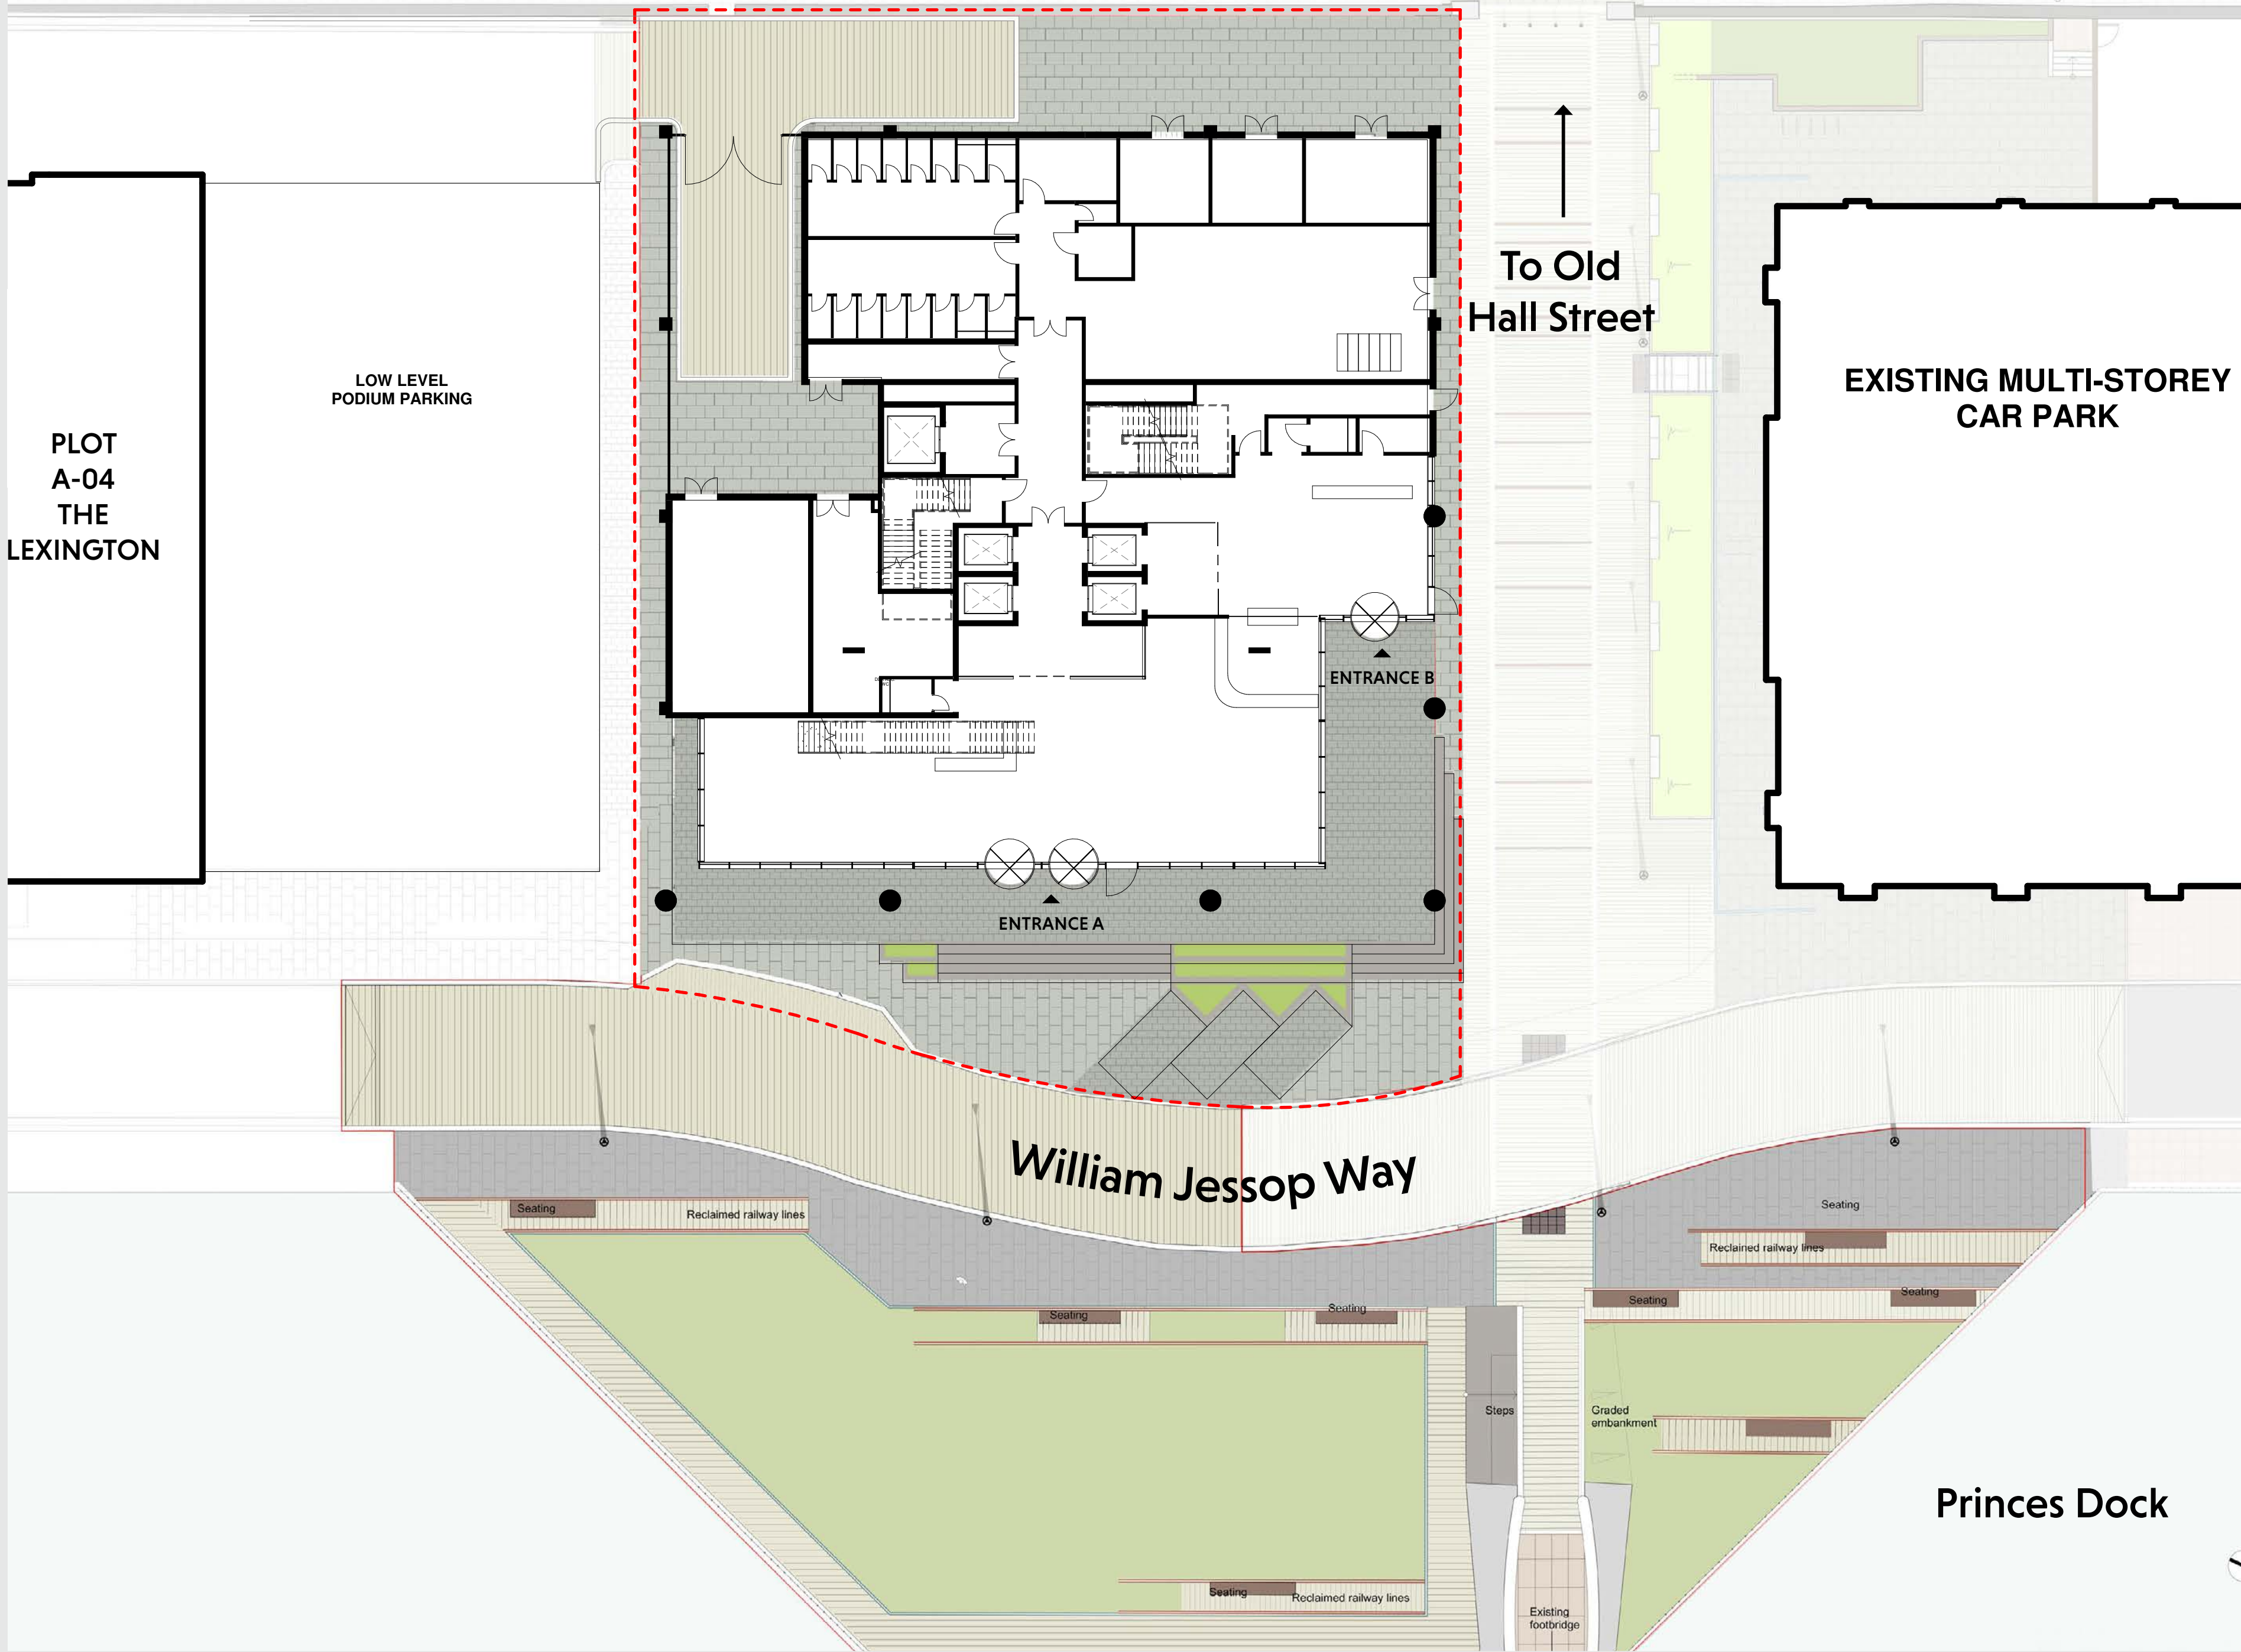 To Old
Hall Street
LOW LEVEL
PODIUM PARKING
EXISTING MULTI-STOREY
CAR PARK
PLOT
A-04
THE
LEXINGTON
ENTRANCE B
ENTRANCE A
William Jessop Way
Seating
Reclaimed railway lines
Seating
Reclained railway lines
Seating
Seating
Seating
Seating
Steps
Graded
embankment
Princes Dock
Seating
Reclaimed railway lines
Existing
footbridge